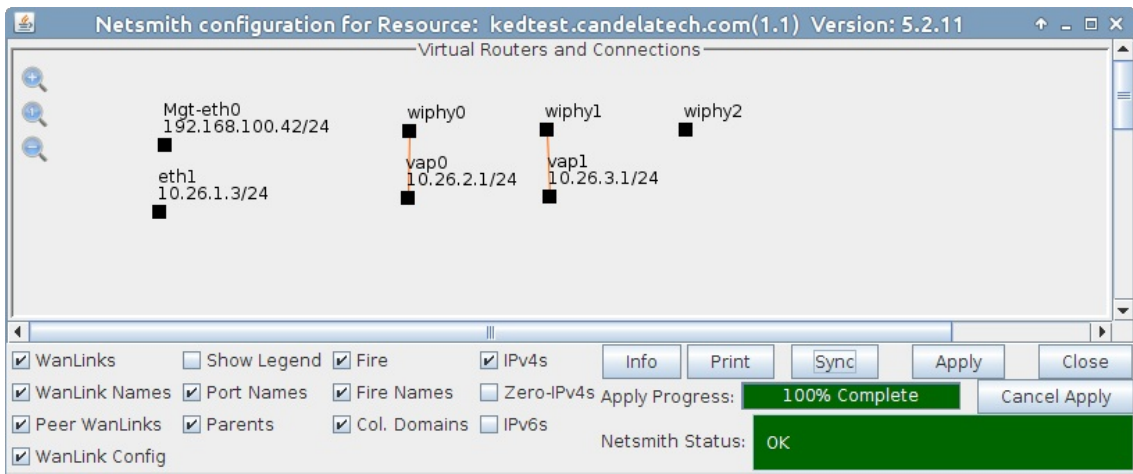 Netsmith configuration for Resource: kedtest.candelatech.com(1.1) Version: 5.2.11
Virtual Routers and Connections
Mgt-eth0
192.168.100.42/24
wiphy0
wiphy1
wiphy2
eth1
10.26.1.3/24
vap0
10.26.2.1/24
vap1
10.26.3.1/24
WanLinks Show Legend Fire IPv4s Info Print Sync Apply Close
WanLink Names Port Names Fire Names Zero-IPv4s Apply Progress: 100% Complete Cancel Apply
Peer WanLinks Parents Col. Domains IPv6s Netsmith Status: OK
WanLink Config